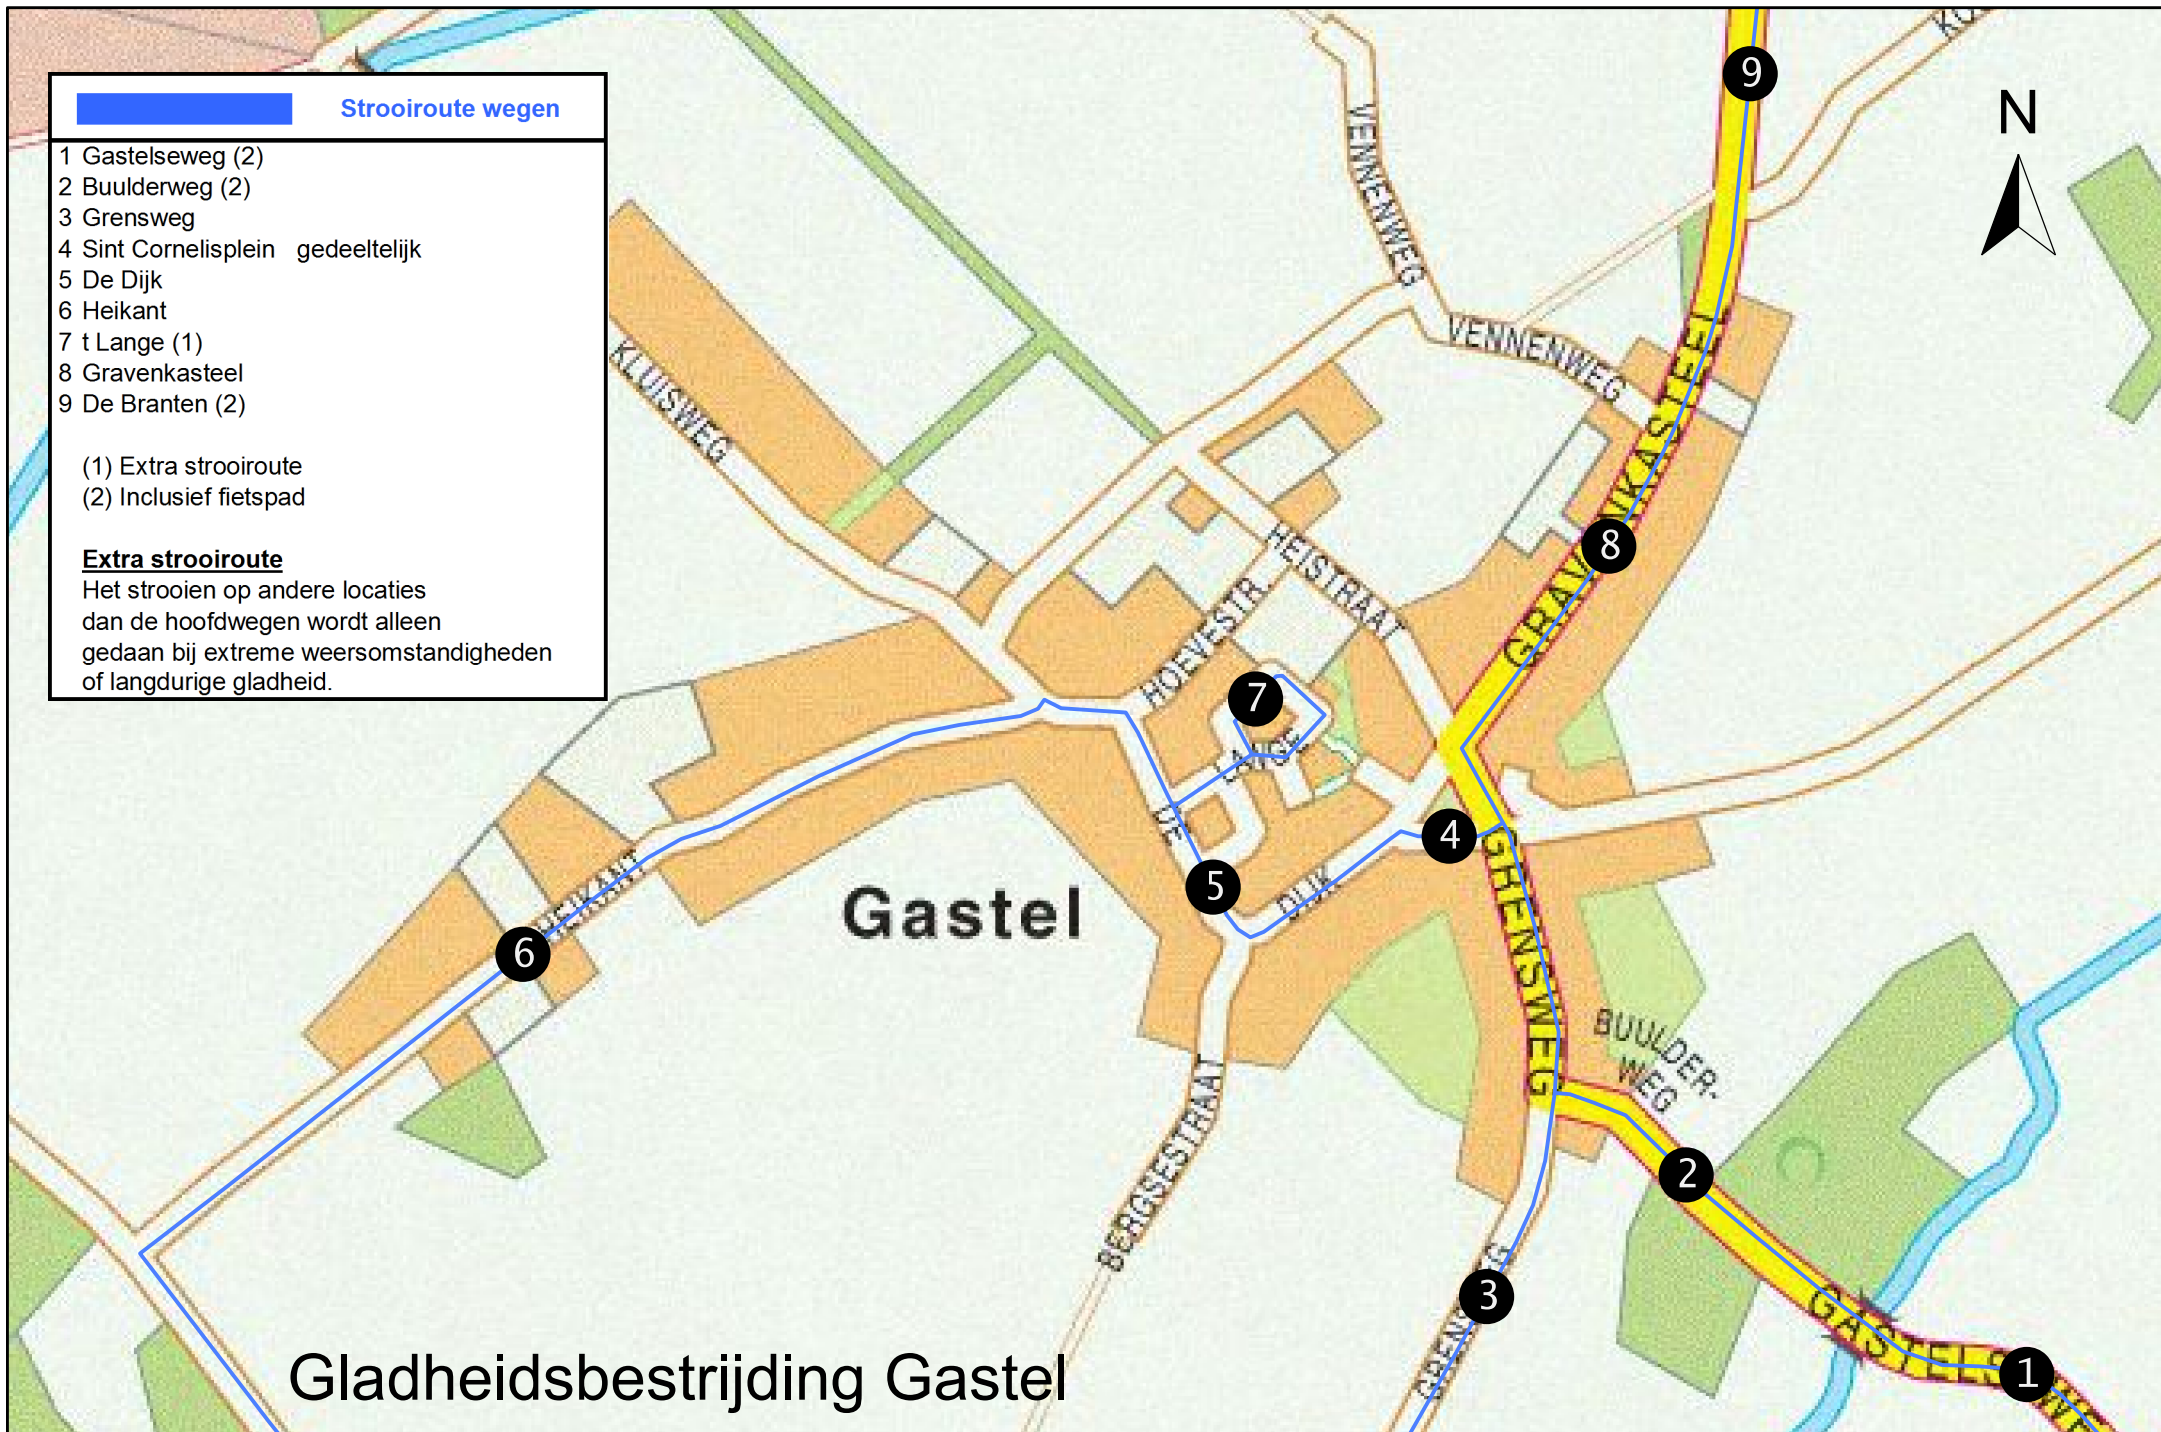 Strooiroute wegen
1 Gastelseweg (2)
2 Buulderweg (2)
3 Grensweg
4 Sint Cornelisplein gedeeltelijk
5 De Dijk
6 Heikant
7 t Lange (1)
8 Gravenkasteel
9 De Branten (2)
(1) Extra strooiroute
(2) Inclusief fietspad
Extra strooiroute
Het strooien op andere locaties
dan de hoofdwegen wordt alleen
gedaan bij extreme weersomstandigheden
of langdurige gladheid.
N
9
VENNENWEG
VENNENWEG
KLUISWEG
HEISTRAAT
HOEVESTR.
8
7
LANGE
DE
4
5
DIJK
GRENSWEG
Gastel
HEIKANT
6
BUULDER-
WEG
BERGSESTRAAT
2
3
1
Gladheidsbestrijding Gastel